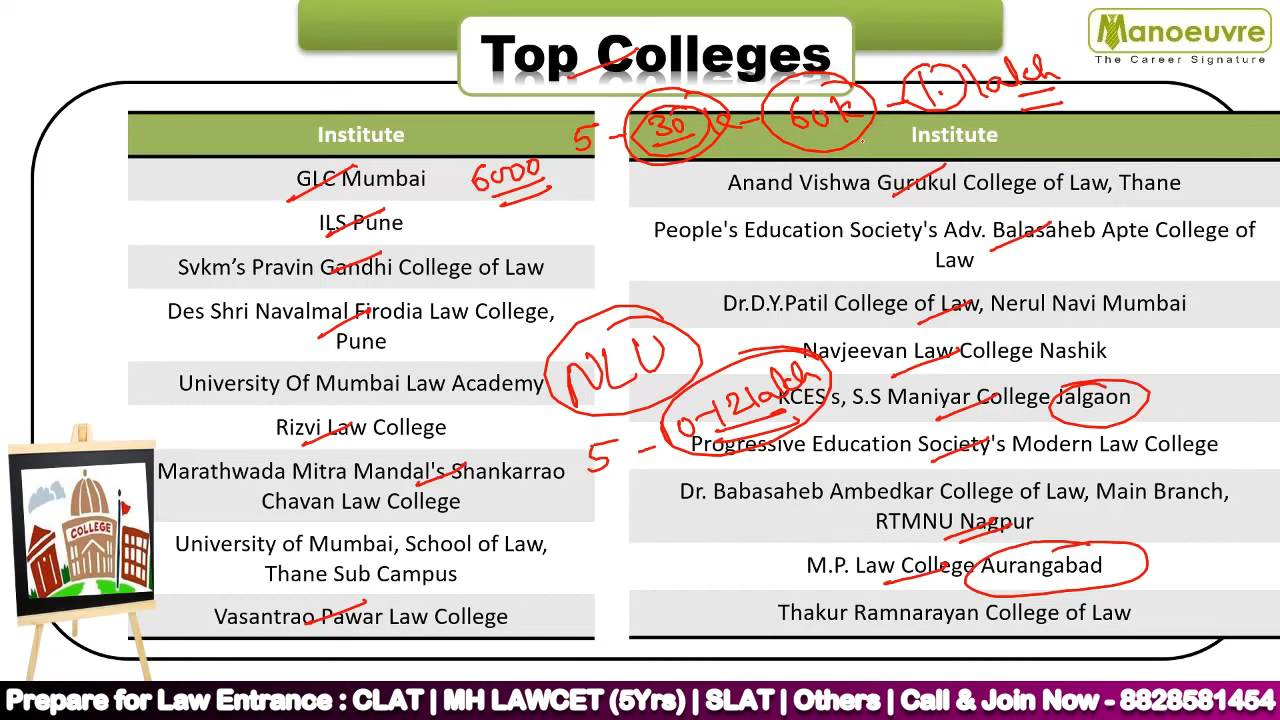 Manoeuvre
The Career Signature
Top Colleges
5 - 30 k - 60k - 1. lakh
Institute
GLC Mumbai 6000
ILS Pune
Svkm’s Pravin Gandhi College of Law
Des Shri Navalmal Firodia Law College,
Pune
University Of Mumbai Law Academy
Rizvi Law College
Marathwada Mitra Mandal's Shankarrao
Chavan Law College
University of Mumbai, School of Law,
Thane Sub Campus
Vasantrao Pawar Law College
NLU
5 - 0-12 lakh
Institute
Anand Vishwa Gurukul College of Law, Thane
People's Education Society's Adv. Balasaheb Apte College of
Law
Dr.D.Y.Patil College of Law, Nerul Navi Mumbai
Navjeevan Law College Nashik
KCES's, S.S Maniyar College Jalgaon
Progressive Education Society's Modern Law College
Dr. Babasaheb Ambedkar College of Law, Main Branch,
RTMNU Nagpur
M.P. Law College Aurangabad
Thakur Ramnarayan College of Law
COLLEGE
Prepare for Law Entrance : CLAT | MH LAWCET (5Yrs) | SLAT | Others | Call & Join Now - 8828581454